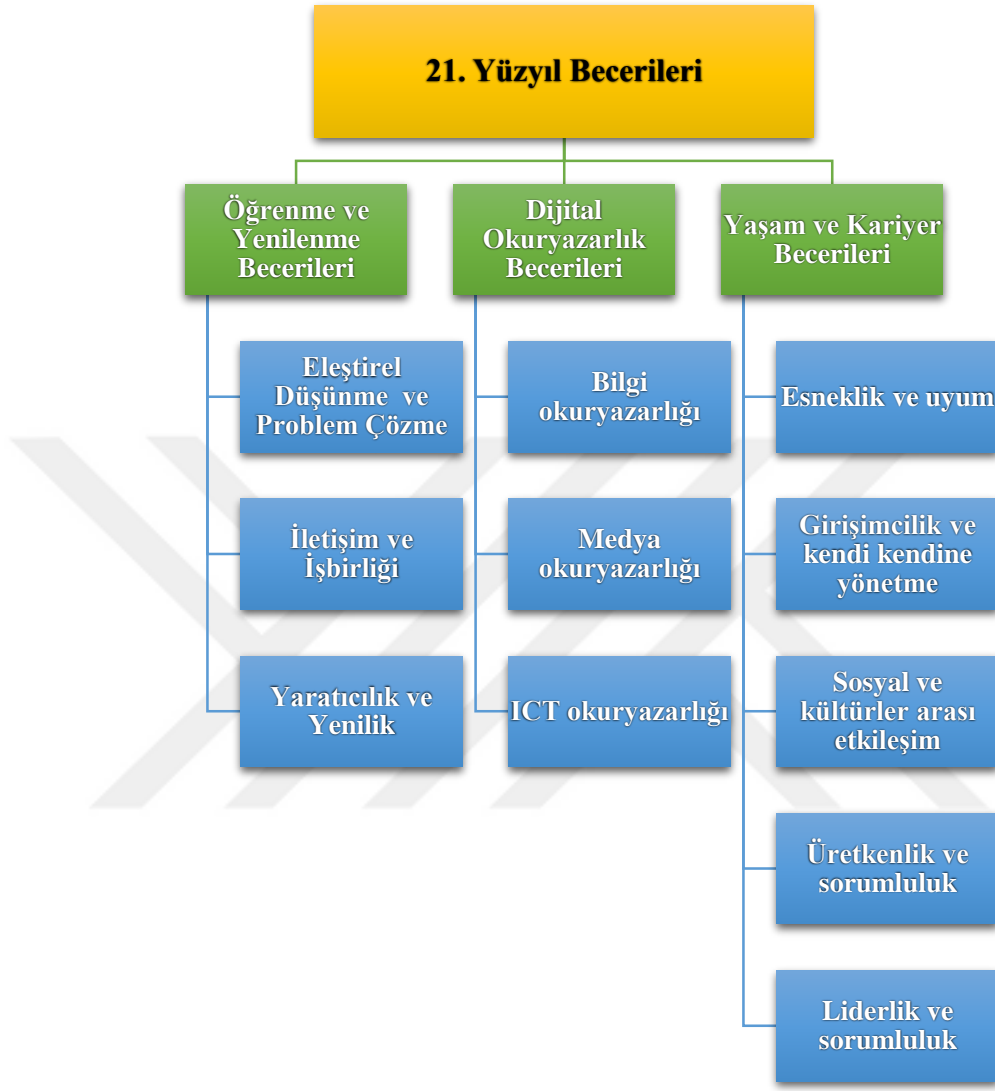 21. Yüzyıl Becerileri
Öğrenme ve
Yenilenme
Becerileri
Eleştirel
Düşünme ve
Problem Çözme
İletişim ve
İşbirliği
Yaratıcılık ve
Yenilik
Dijital
Okuryazarlık
Becerileri
Bilgi
okuryazarlığı
Medya
okuryazarlığı
ICT okuryazarlığı
Yaşam ve Kariyer
Becerileri
Esneklik ve uyum
Girişimcilik ve
kendi kendine
yönetme
Sosyal ve
kültürler arası
etkileşim
Üretkenlik ve
sorumluluk
Liderlik ve
sorumluluk